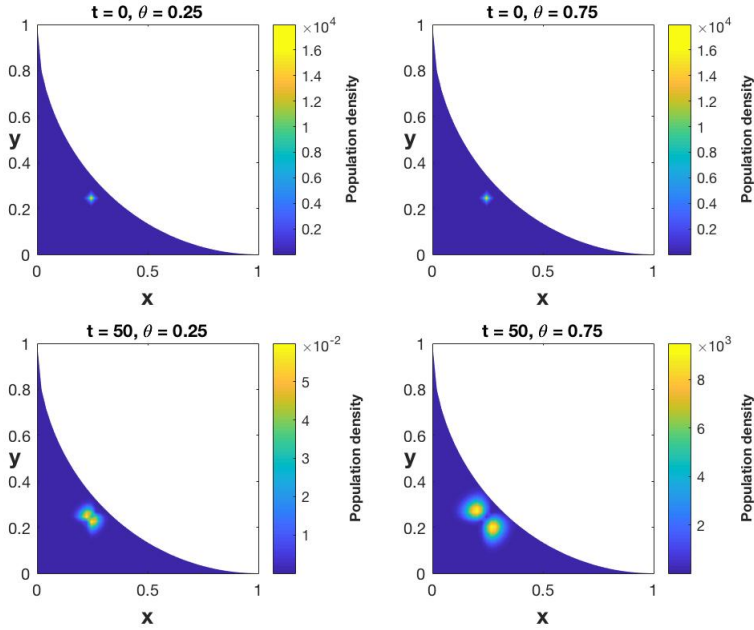 t = 0, θ = 0.25
1
0.8
0.6
0.4
0.2
0
y
0 0.5 1
x
×10⁴
1.6
1.4
1.2
1
0.8
0.6
0.4
0.2
Population density
t = 0, θ = 0.75
1
0.8
0.6
0.4
0.2
0
y
0 0.5 1
x
×10⁴
1.6
1.4
1.2
1
0.8
0.6
0.4
0.2
Population density
t = 50, θ = 0.25
1
0.8
0.6
0.4
0.2
0
y
0 0.5 1
x
×10⁻²
5
4
3
2
1
Population density
t = 50, θ = 0.75
1
0.8
0.6
0.4
0.2
0
y
0 0.5 1
x
×10³
8
6
4
2
Population density